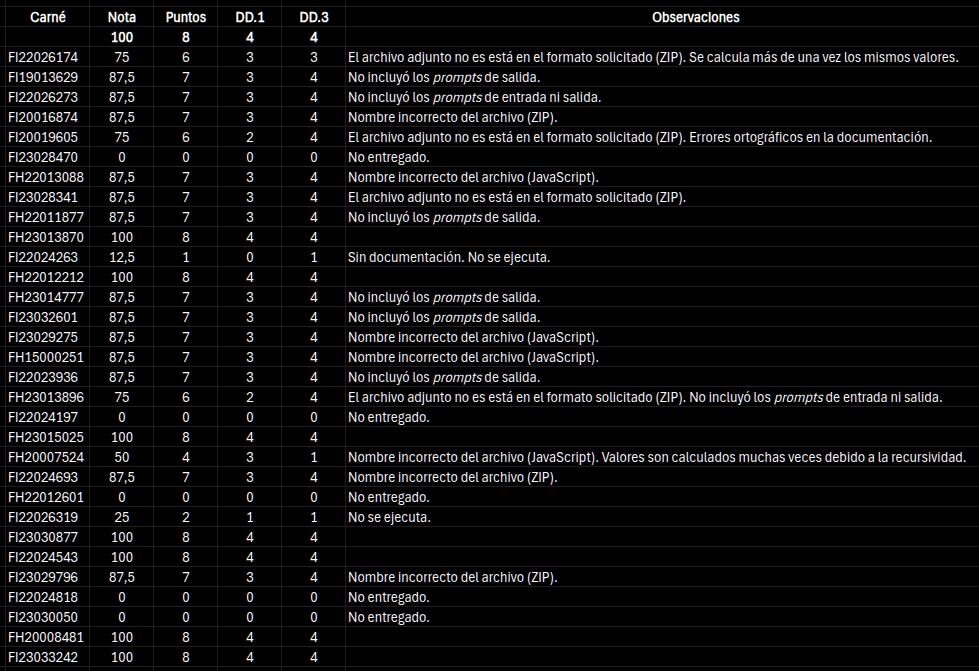 Carné Nota Puntos DD.1 DD.3 Observaciones
100 8 4 4
FI22026174 75 6 3 3 El archivo adjunto no es está en el formato solicitado (ZIP). Se calcula más de una vez los mismos valores.
FI19013629 87,5 7 3 4 No incluyó los prompts de salida.
FI22026273 87,5 7 3 4 No incluyó los prompts de entrada ni salida.
FI20016874 87,5 7 3 4 Nombre incorrecto del archivo (ZIP).
FI20019605 75 6 2 4 El archivo adjunto no es está en el formato solicitado (ZIP). Errores ortográficos en la documentación.
FI23028470 0 0 0 0 No entregado.
FH22013088 87,5 7 3 4 Nombre incorrecto del archivo (JavaScript).
FI23028341 87,5 7 3 4 El archivo adjunto no es está en el formato solicitado (ZIP).
FH22011877 87,5 7 3 4 No incluyó los prompts de salida.
FH23013870 100 8 4 4
FI22024263 12,5 1 0 1 Sin documentación. No se ejecuta.
FH22012212 100 8 4 4
FH23014777 87,5 7 3 4 No incluyó los prompts de salida.
FI23032601 87,5 7 3 4 No incluyó los prompts de salida.
FI23029275 87,5 7 3 4 Nombre incorrecto del archivo (JavaScript).
FH15000251 87,5 7 3 4 Nombre incorrecto del archivo (JavaScript).
FI22023936 87,5 7 3 4 No incluyó los prompts de salida.
FH23013896 75 6 2 4 El archivo adjunto no es está en el formato solicitado (ZIP). No incluyó los prompts de entrada ni salida.
FI22024197 0 0 0 0 No entregado.
FH23015025 100 8 4 4
FH20007524 50 4 3 1 Nombre incorrecto del archivo (JavaScript). Valores son calculados muchas veces debido a la recursividad.
FI22024693 87,5 7 3 4 Nombre incorrecto del archivo (ZIP).
FH22012601 0 0 0 0 No entregado.
FI22026319 25 2 1 1 No se ejecuta.
FI23030877 100 8 4 4
FI22024543 100 8 4 4
FI23029796 87,5 7 3 4 Nombre incorrecto del archivo (ZIP).
FI22024818 0 0 0 0 No entregado.
FI23030050 0 0 0 0 No entregado.
FH20008481 100 8 4 4
FI23033242 100 8 4 4